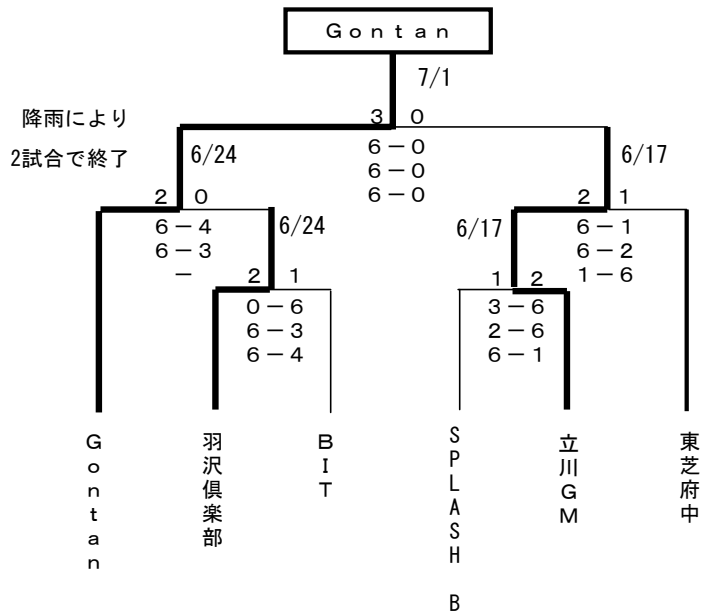 Gontan
7/1
降雨により
3 0
2試合で終了
6/24
6－0
6－0
6－0
6/17
2 0
6－4
6－3
－
6/24
6/17
2 1
6－1
6－2
1－6
2 1
0－6
6－3
6－4
1 2
3－6
2－6
6－1
Gontan
羽沢倶楽部
BIT
SPLASH B
立川GM
東芝府中